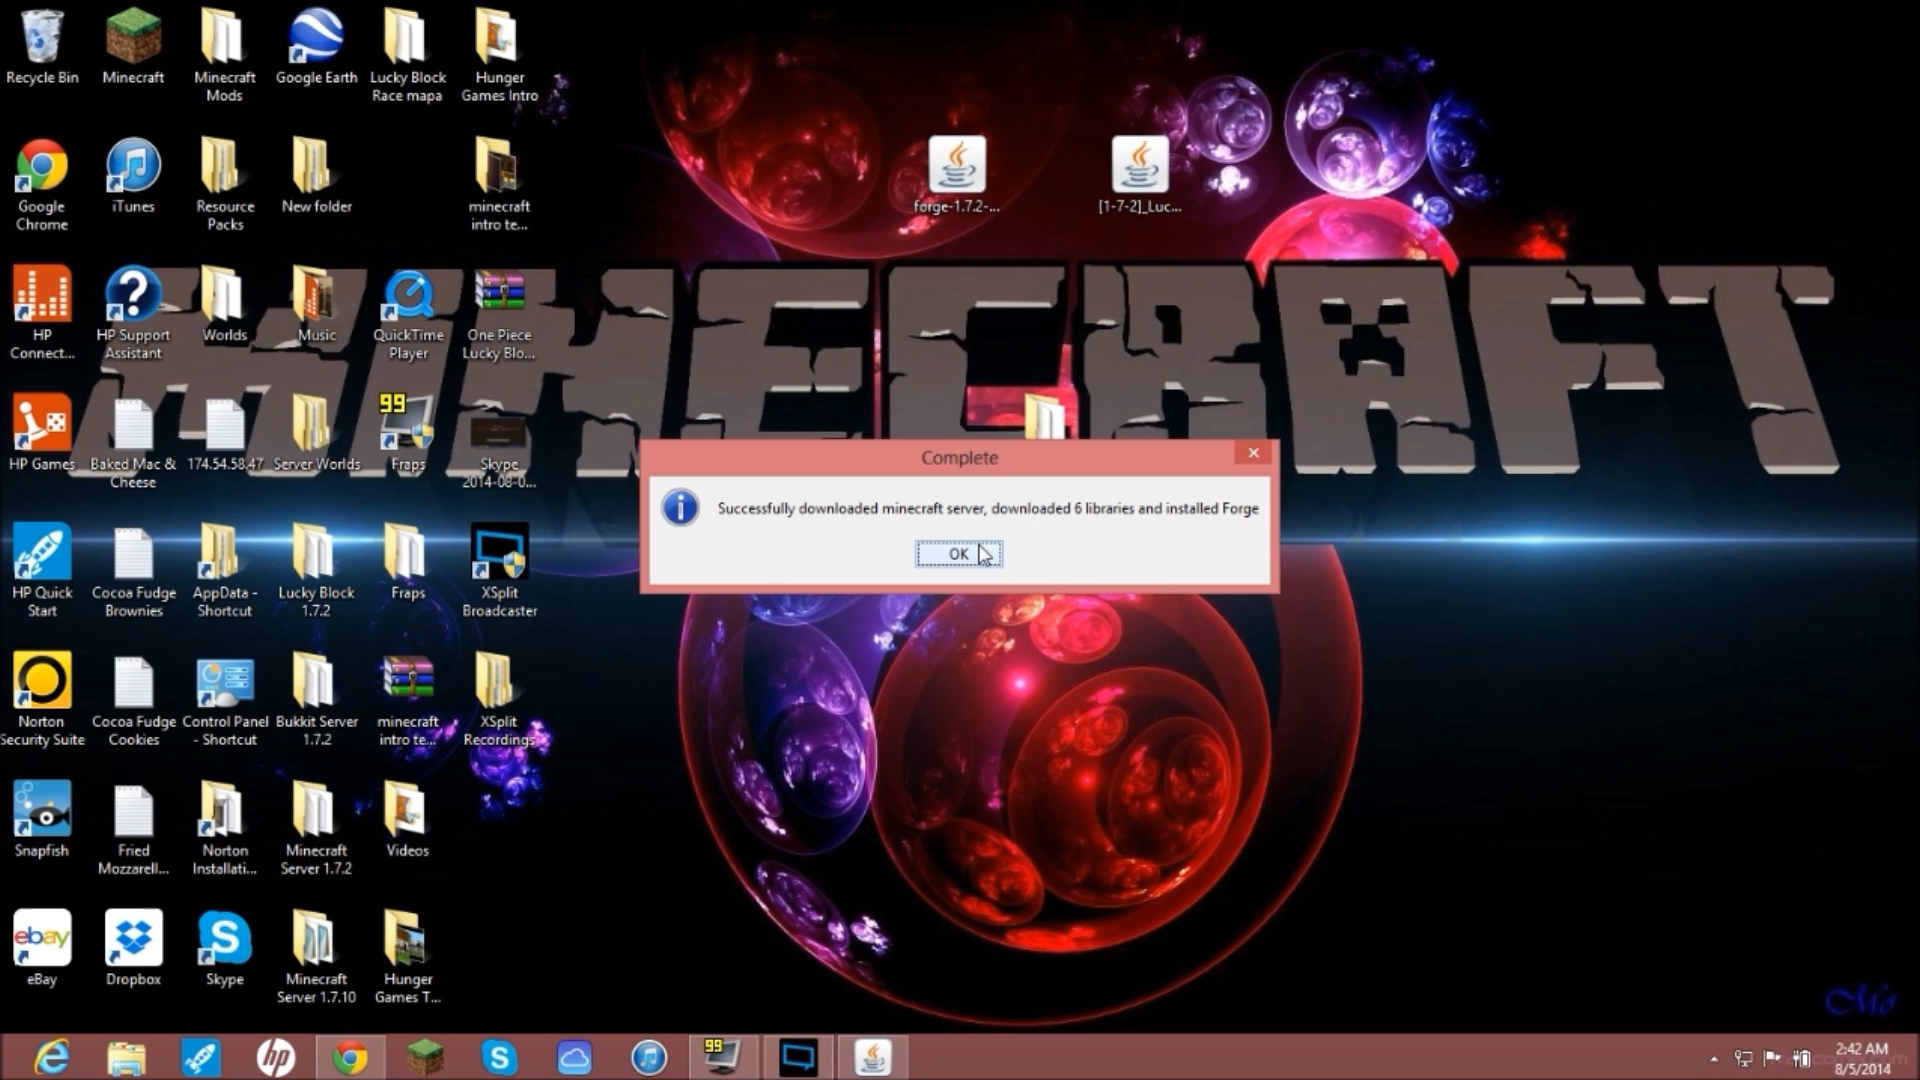 Recycle Bin
Minecraft
Minecraft
Mods
Google Earth
Lucky Block
Race mapa
Hunger
Games Intro
Google
Chrome
iTunes
Resource
Packs
New folder
minecraft
intro te...
forge-1.7.2-...
[1-7-2]_Luc...
MINECRAFT
HP
Connect...
HP Support
Assistant
Worlds
Music
QuickTime
Player
One Piece
Lucky Blo...
HP Games
Baked Mac &
Cheese
174.54.58.47
Server Worlds
99
Fraps
Skype
2014-08-0...
Complete
Successfully downloaded minecraft server, downloaded 6 libraries and installed Forge
OK
HP Quick
Start
Cocoa Fudge
Brownies
AppData -
Shortcut
Lucky Block
1.7.2
Fraps
XSplit
Broadcaster
Norton
Security Suite
Cocoa Fudge
Cookies
Control Panel
- Shortcut
Bukkit Server
1.7.2
minecraft
intro te...
XSplit
Recordings
Snapfish
Fried
Mozzarell...
Norton
Installati...
Minecraft
Server 1.7.2
Videos
ebay
eBay
Dropbox
Skype
Minecraft
Server 1.7.10
Hunger
Games T...
hp
99
2:42 AM
8/5/2014